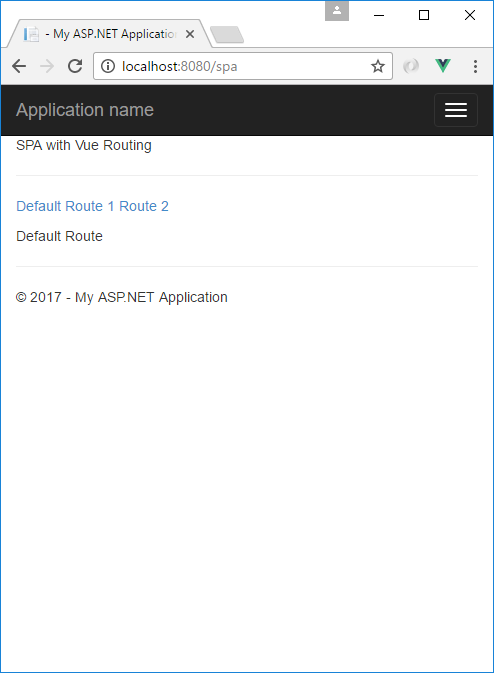 - My ASP.NET Application
localhost:8080/spa
Application name
SPA with Vue Routing
Default Route 1 Route 2
Default Route
© 2017 - My ASP.NET Application